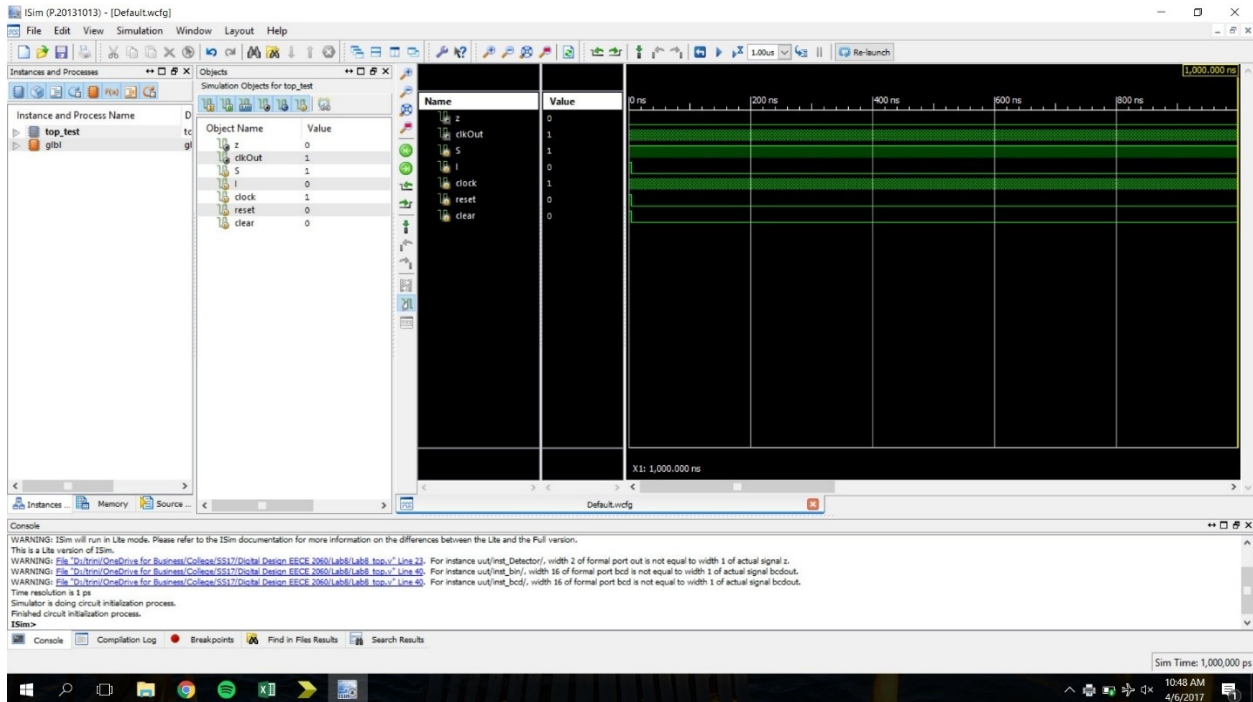 ISim (P.20131013) - [Default.wcfg]
File Edit View Simulation Window Layout Help
1.00us Re-launch
Instances and Processes
Instance and Process Name D
top_test tc
glbl gl
Instances ... Memory Source ...
Objects
Simulation Objects for top_test
Object Name Value
z 0
clkOut 1
S 1
I 0
clock 1
reset 0
clear 0
Name Value
z 0
clkOut 1
S 1
I 0
clock 1
reset 0
clear 0
1,000.000 ns
0 ns 200 ns 400 ns 600 ns 800 ns
X1: 1,000.000 ns
Default.wcfg
Console
WARNING: ISim will run in Lite mode. Please refer to the ISim documentation for more information on the differences between the Lite and the Full version.
This is a Lite version of ISim.
WARNING: File "D:/trini/OneDrive for Business/College/SS17/Digital Design EECE 2060/Lab8/Lab8_top.v" Line 23. For instance uut/inst_Detector/, width 2 of formal port out is not equal to width 1 of actual signal z.
WARNING: File "D:/trini/OneDrive for Business/College/SS17/Digital Design EECE 2060/Lab8/Lab8_top.v" Line 40. For instance uut/inst_bin/, width 16 of formal port bcd is not equal to width 1 of actual signal bcdout.
WARNING: File "D:/trini/OneDrive for Business/College/SS17/Digital Design EECE 2060/Lab8/Lab8_top.v" Line 40. For instance uut/inst_bcd/, width 16 of formal port bcd is not equal to width 1 of actual signal bcdout.
Time resolution is 1 ps
Simulator is doing circuit initialization process.
Finished circuit initialization process.
ISim>
Console Compilation Log Breakpoints Find in Files Results Search Results
Sim Time: 1,000,000 ps
10:48 AM
4/6/2017